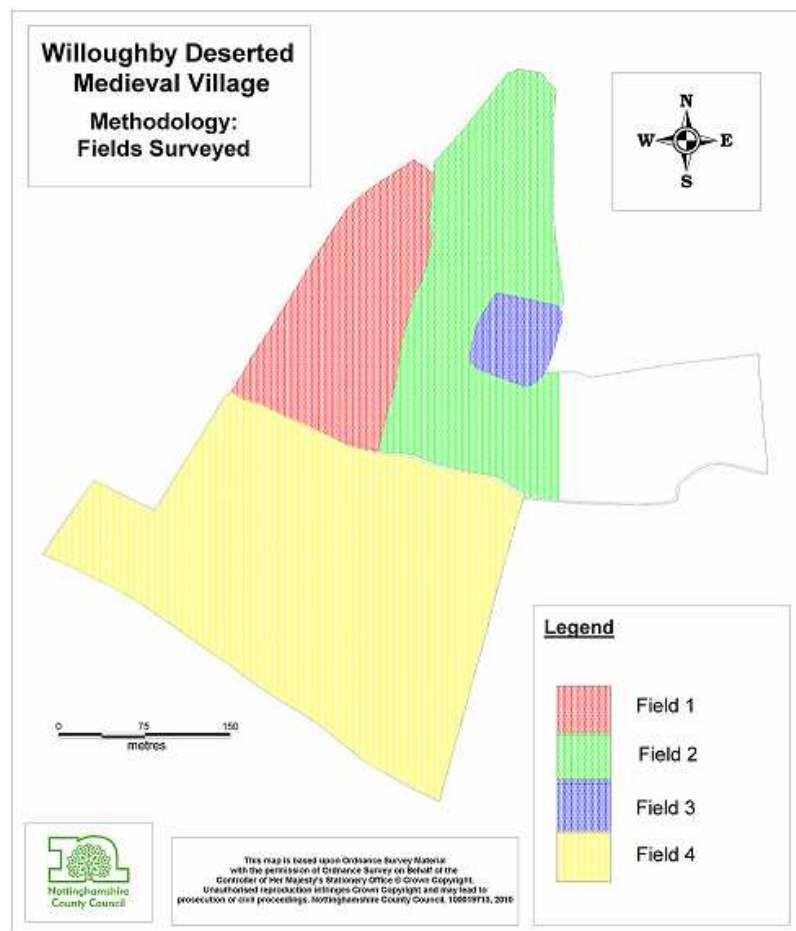 Willoughby Deserted
Medieval Village
Methodology:
Fields Surveyed
N
W E
S
Legend
Field 1
Field 2
Field 3
Field 4
0 75 150
metres
Nottinghamshire
County Council
This map is based upon Ordnance Survey Material
with the permission of Ordnance Survey on Behalf of the
Controller of Her Majesty's Stationery Office © Crown Copyright.
Unauthorised reproduction infringes Crown Copyright and may lead to
prosecution or civil proceedings. Nottinghamshire County Council, 100019713, 2010